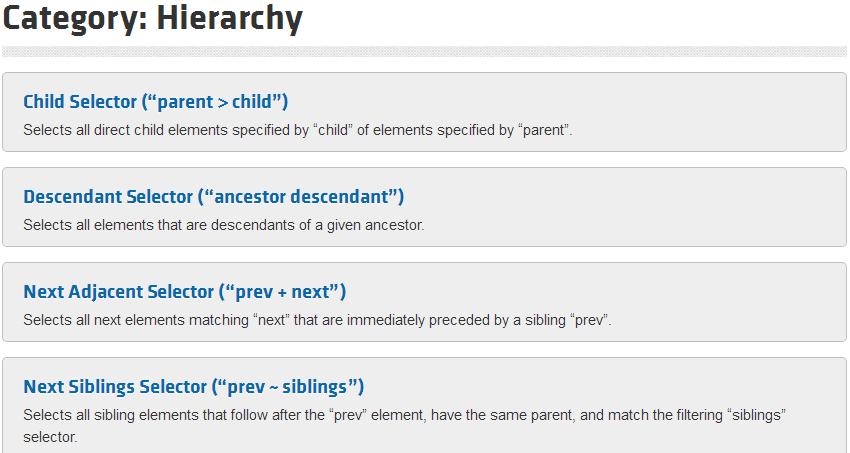 Category: Hierarchy
Child Selector (“parent > child”)
Selects all direct child elements specified by “child” of elements specified by “parent”.
Descendant Selector (“ancestor descendant”)
Selects all elements that are descendants of a given ancestor.
Next Adjacent Selector (“prev + next”)
Selects all next elements matching “next” that are immediately preceded by a sibling “prev”.
Next Siblings Selector (“prev ~ siblings”)
Selects all sibling elements that follow after the “prev” element, have the same parent, and match the filtering “siblings”
selector.